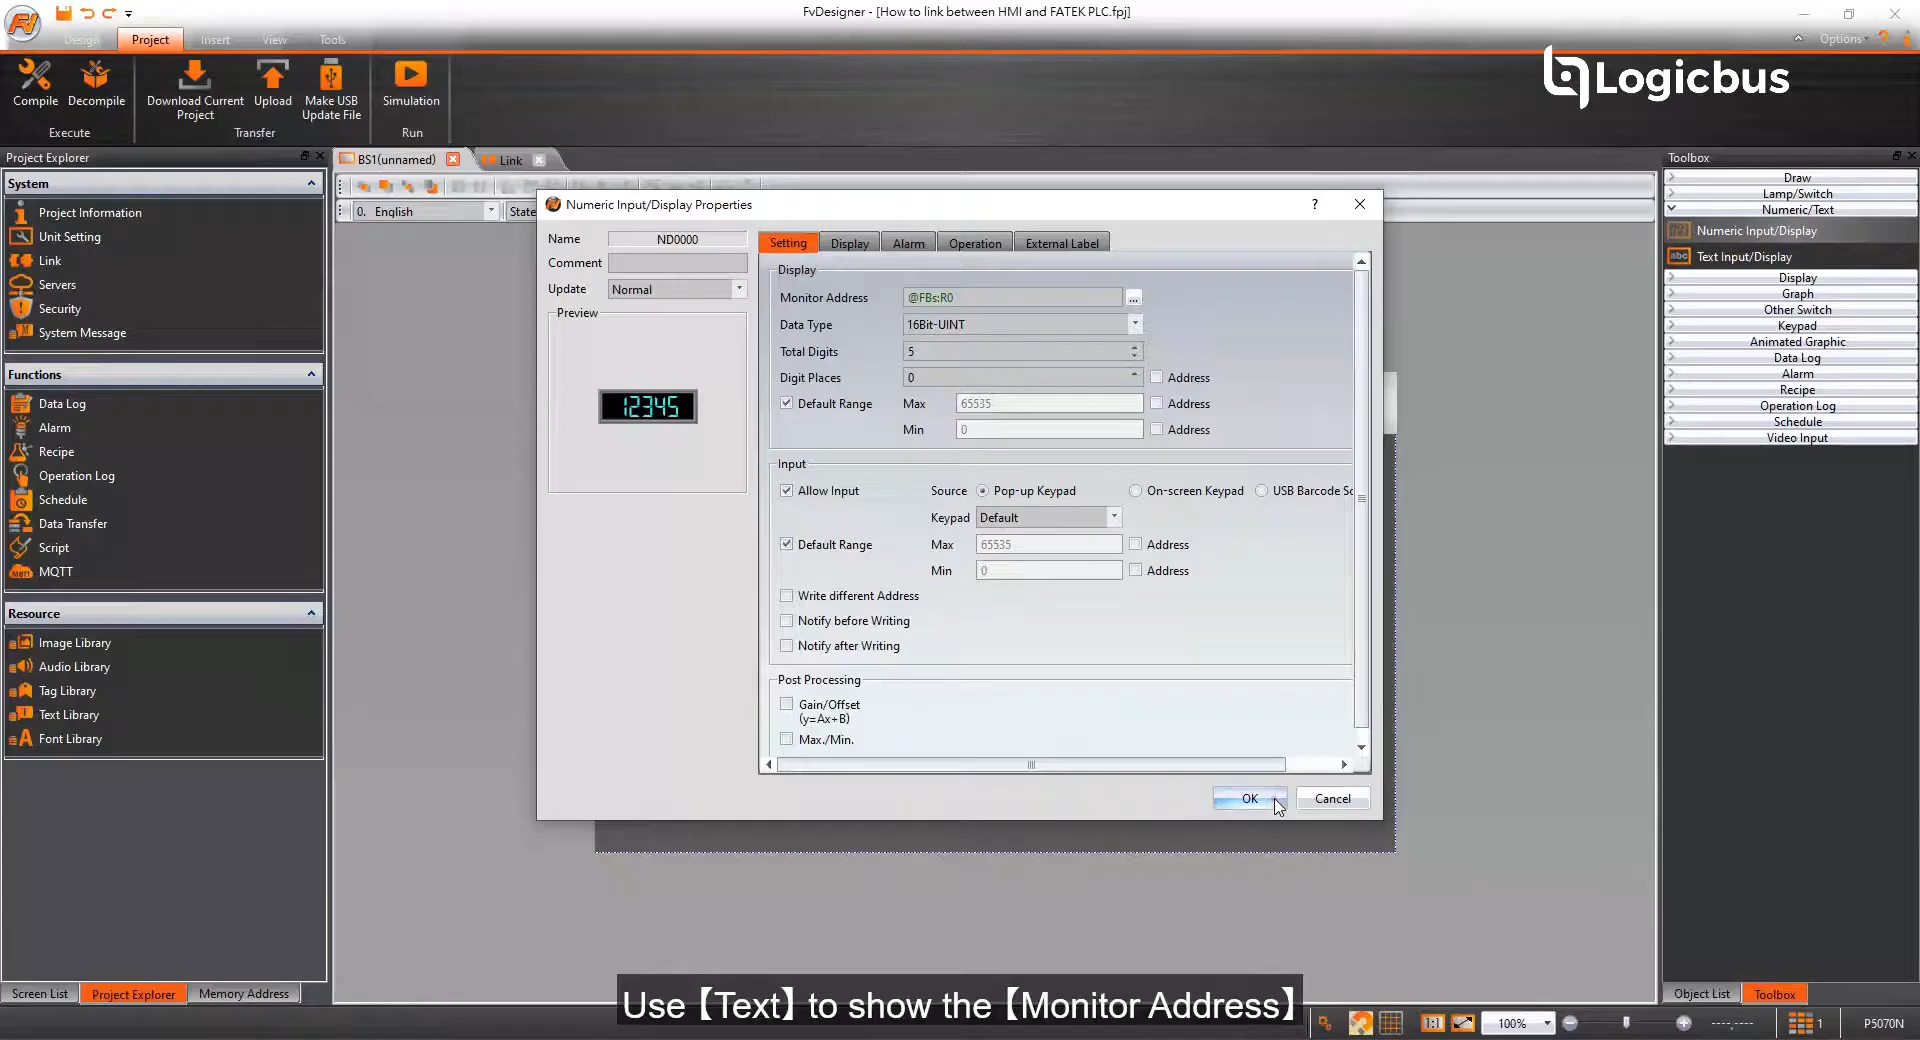 FvDesigner - [How to link between HMI and FATEK PLC.fpj]
Design Project Insert View Tools
Options
Compile Decompile Download Current Project Upload Make USB Update File Simulation
Execute Transfer Run
Logicbus
Project Explorer
System
Project Information
Unit Setting
Link
Servers
Security
System Message
Functions
Data Log
Alarm
Recipe
Operation Log
Schedule
Data Transfer
Script
MQTT
Resource
Image Library
Audio Library
Tag Library
Text Library
Font Library
Screen List Project Explorer Memory Address
BS1(unnamed) Link
0. English State
Numeric Input/Display Properties
Name ND0000
Comment
Update Normal
Preview
12345
Setting Display Alarm Operation External Label
Display
Monitor Address @FBs:R0 ...
Data Type 16Bit-UINT
Total Digits 5
Digit Places 0 Address
Default Range Max 65535 Address
Min 0 Address
Input
Allow Input Source Pop-up Keypad On-screen Keypad USB Barcode Sc
Keypad Default
Default Range Max 65535 Address
Min 0 Address
Write different Address
Notify before Writing
Notify after Writing
Post Processing
Gain/Offset
(y=Ax+B)
Max./Min.
OK Cancel
Toolbox
Draw
Lamp/Switch
Numeric/Text
Numeric Input/Display
abc Text Input/Display
Display
Graph
Other Switch
Keypad
Animated Graphic
Data Log
Alarm
Recipe
Operation Log
Schedule
Video Input
Object List Toolbox
Use【Text】to show the【Monitor Address】
1:1 100% 1 P5070N